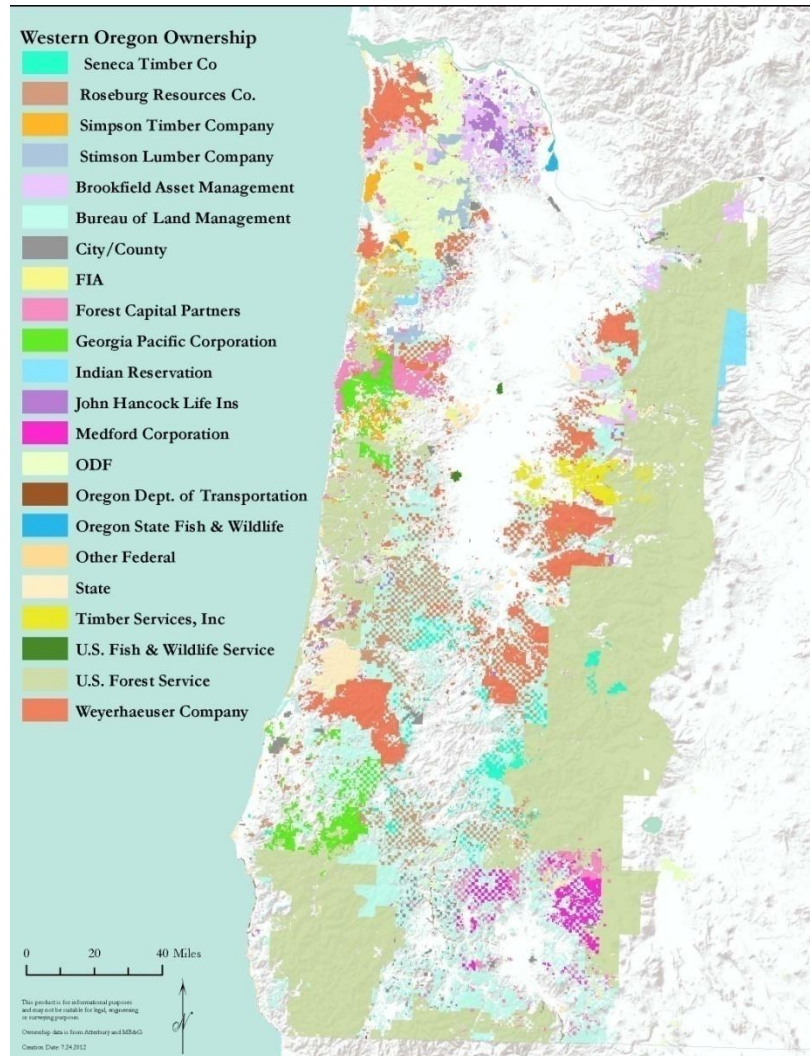 Western Oregon Ownership
Seneca Timber Co
Roseburg Resources Co.
Simpson Timber Company
Stimson Lumber Company
Brookfield Asset Management
Bureau of Land Management
City/County
FIA
Forest Capital Partners
Georgia Pacific Corporation
Indian Reservation
John Hancock Life Ins
Medford Corporation
ODF
Oregon Dept. of Transportation
Oregon State Fish & Wildlife
Other Federal
State
Timber Services, Inc
U.S. Fish & Wildlife Service
U.S. Forest Service
Weyerhaeuser Company
0 20 40 Miles
This product is for informational purposes
and may not be suitable for legal, engineering
or surveying purposes.
Ownership data is from Atterbury and MB&G
Creation Date: 7.24.2012
N